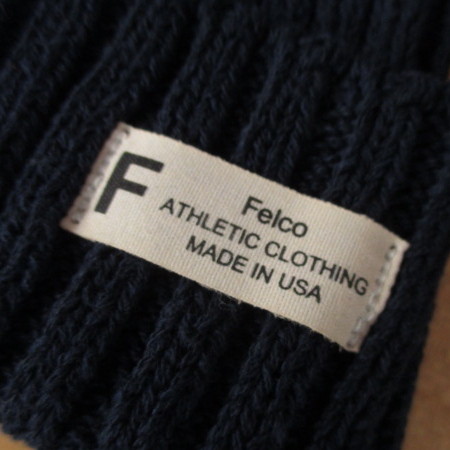 F
Felco
ATHLETIC CLOTHING
MADE IN USA